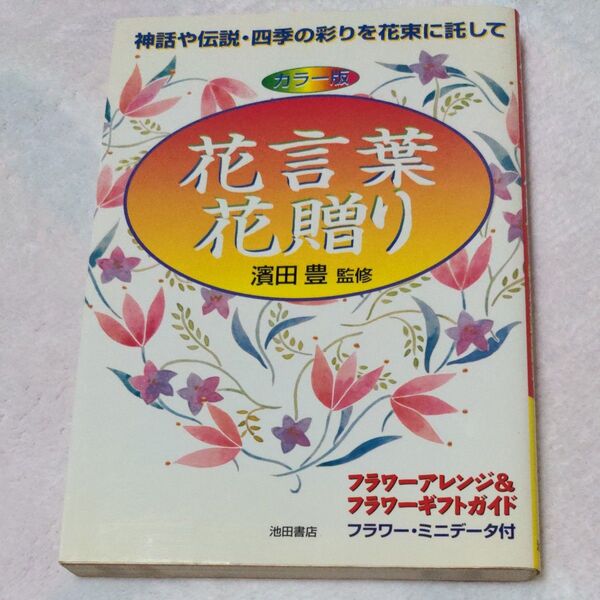 神話や伝説・四季の彩りを花束に託して
カラー版
花言葉
花贈り
濱田 豊 監修
フラワーアレンジ&
フラワーギフトガイド
フラワー・ミニデータ付
池田書店